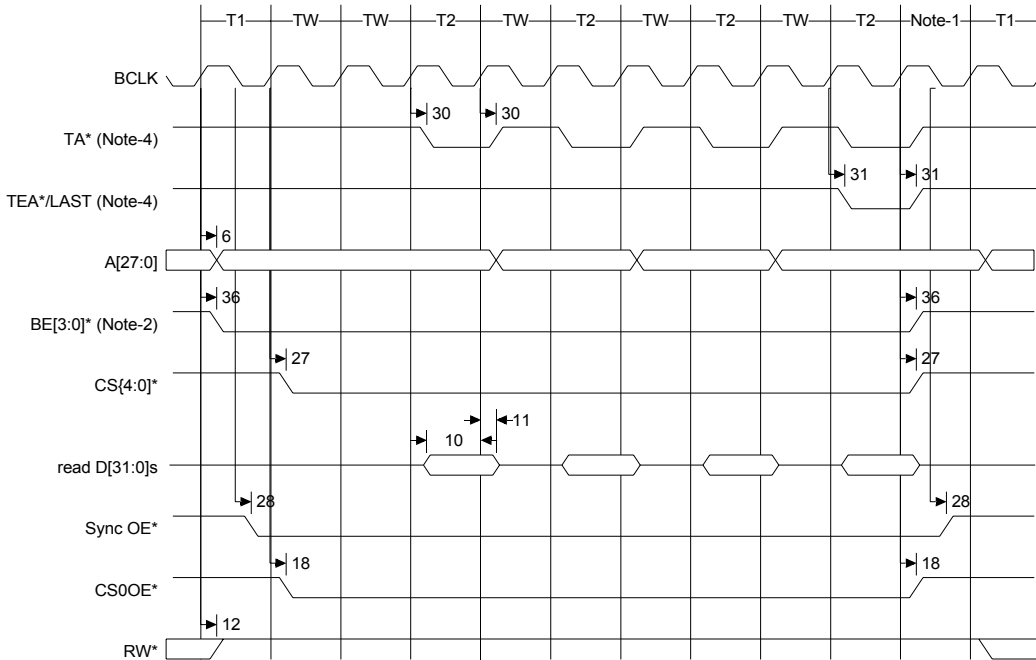 T1 TW TW T2 TW T2 TW T2 TW T2 Note-1 T1
BCLK
30 30
TA* (Note-4)
31 31
TEA*/LAST (Note-4)
6
A[27:0]
36 36
BE[3:0]* (Note-2)
27 27
CS{4:0]*
11
10
read D[31:0]s
28 28
Sync OE*
18 18
CS0OE*
12
RW*